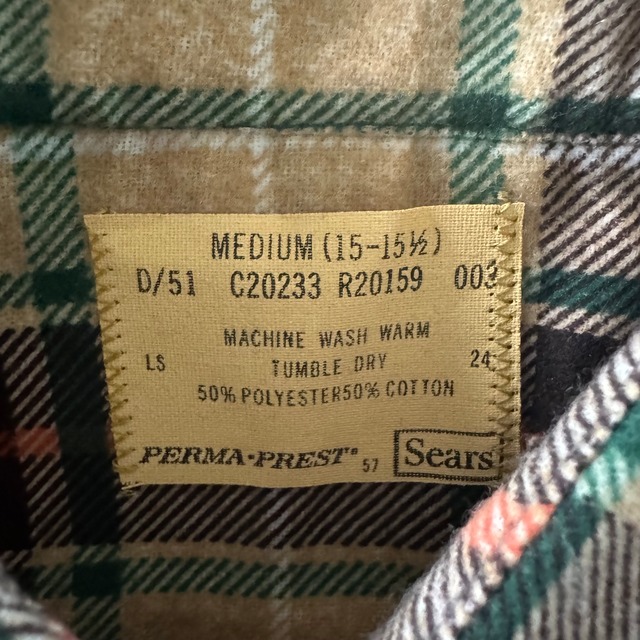 MEDIUM (15-15½)
D/51 C20233 R20159 003
MACHINE WASH WARM
LS TUMBLE DRY 24
50% POLYESTER50% COTTON
PERMA·PREST® 57 Sears